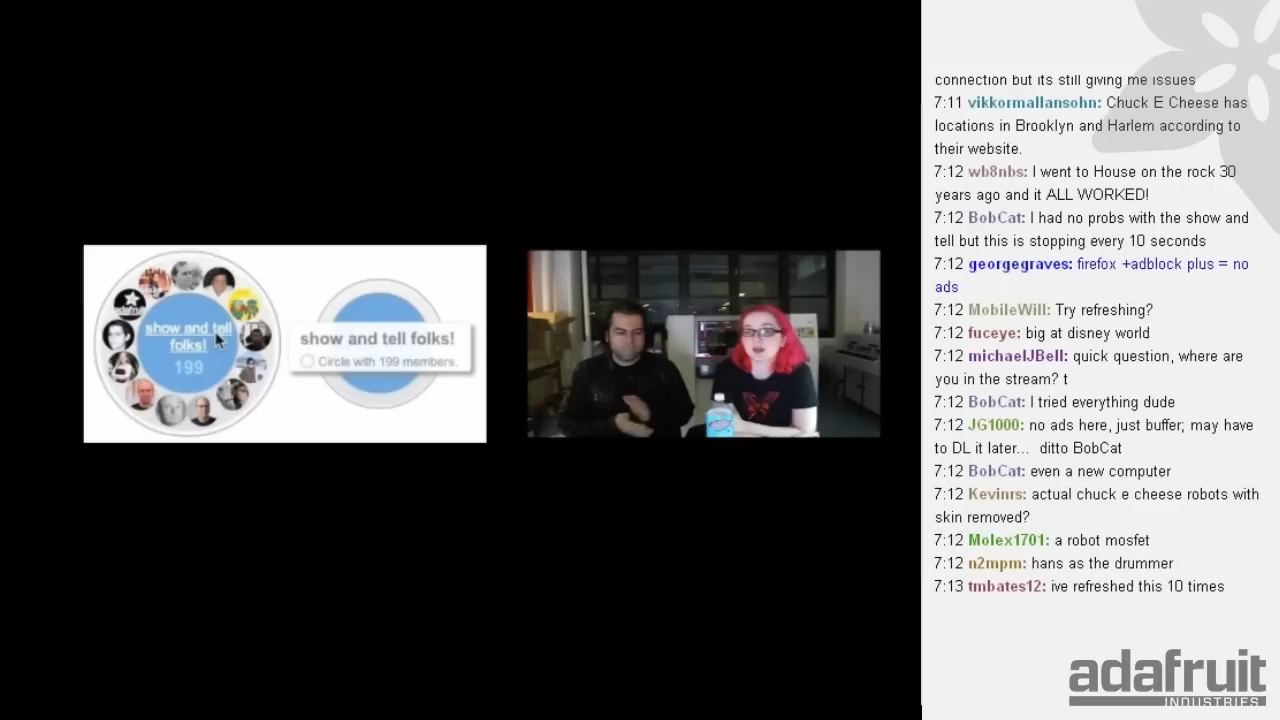 show and tell
folks!
199
show and tell folks!
Circle with 199 members.
connection but its still giving me issues
7:11 vikkormallansohn: Chuck E Cheese has
locations in Brooklyn and Harlem according to
their website.
7:12 wb8nbs: I went to House on the rock 30
years ago and it ALL WORKED!
7:12 BobCat: I had no probs with the show and
tell but this is stopping every 10 seconds
7:12 georgegraves: firefox +adblock plus = no
ads
7:12 MobileWill: Try refreshing?
7:12 fuceye: big at disney world
7:12 michaelJBell: quick question, where are
you in the stream? t
7:12 BobCat: I tried everything dude
7:12 JG1000: no ads here, just buffer; may have
to DL it later... ditto BobCat
7:12 BobCat: even a new computer
7:12 Kevinrs: actual chuck e cheese robots with
skin removed?
7:12 Molex1701: a robot mosfet
7:12 n2mpm: hans as the drummer
7:13 tmbates12: ive refreshed this 10 times
adafruit
INDUSTRIES